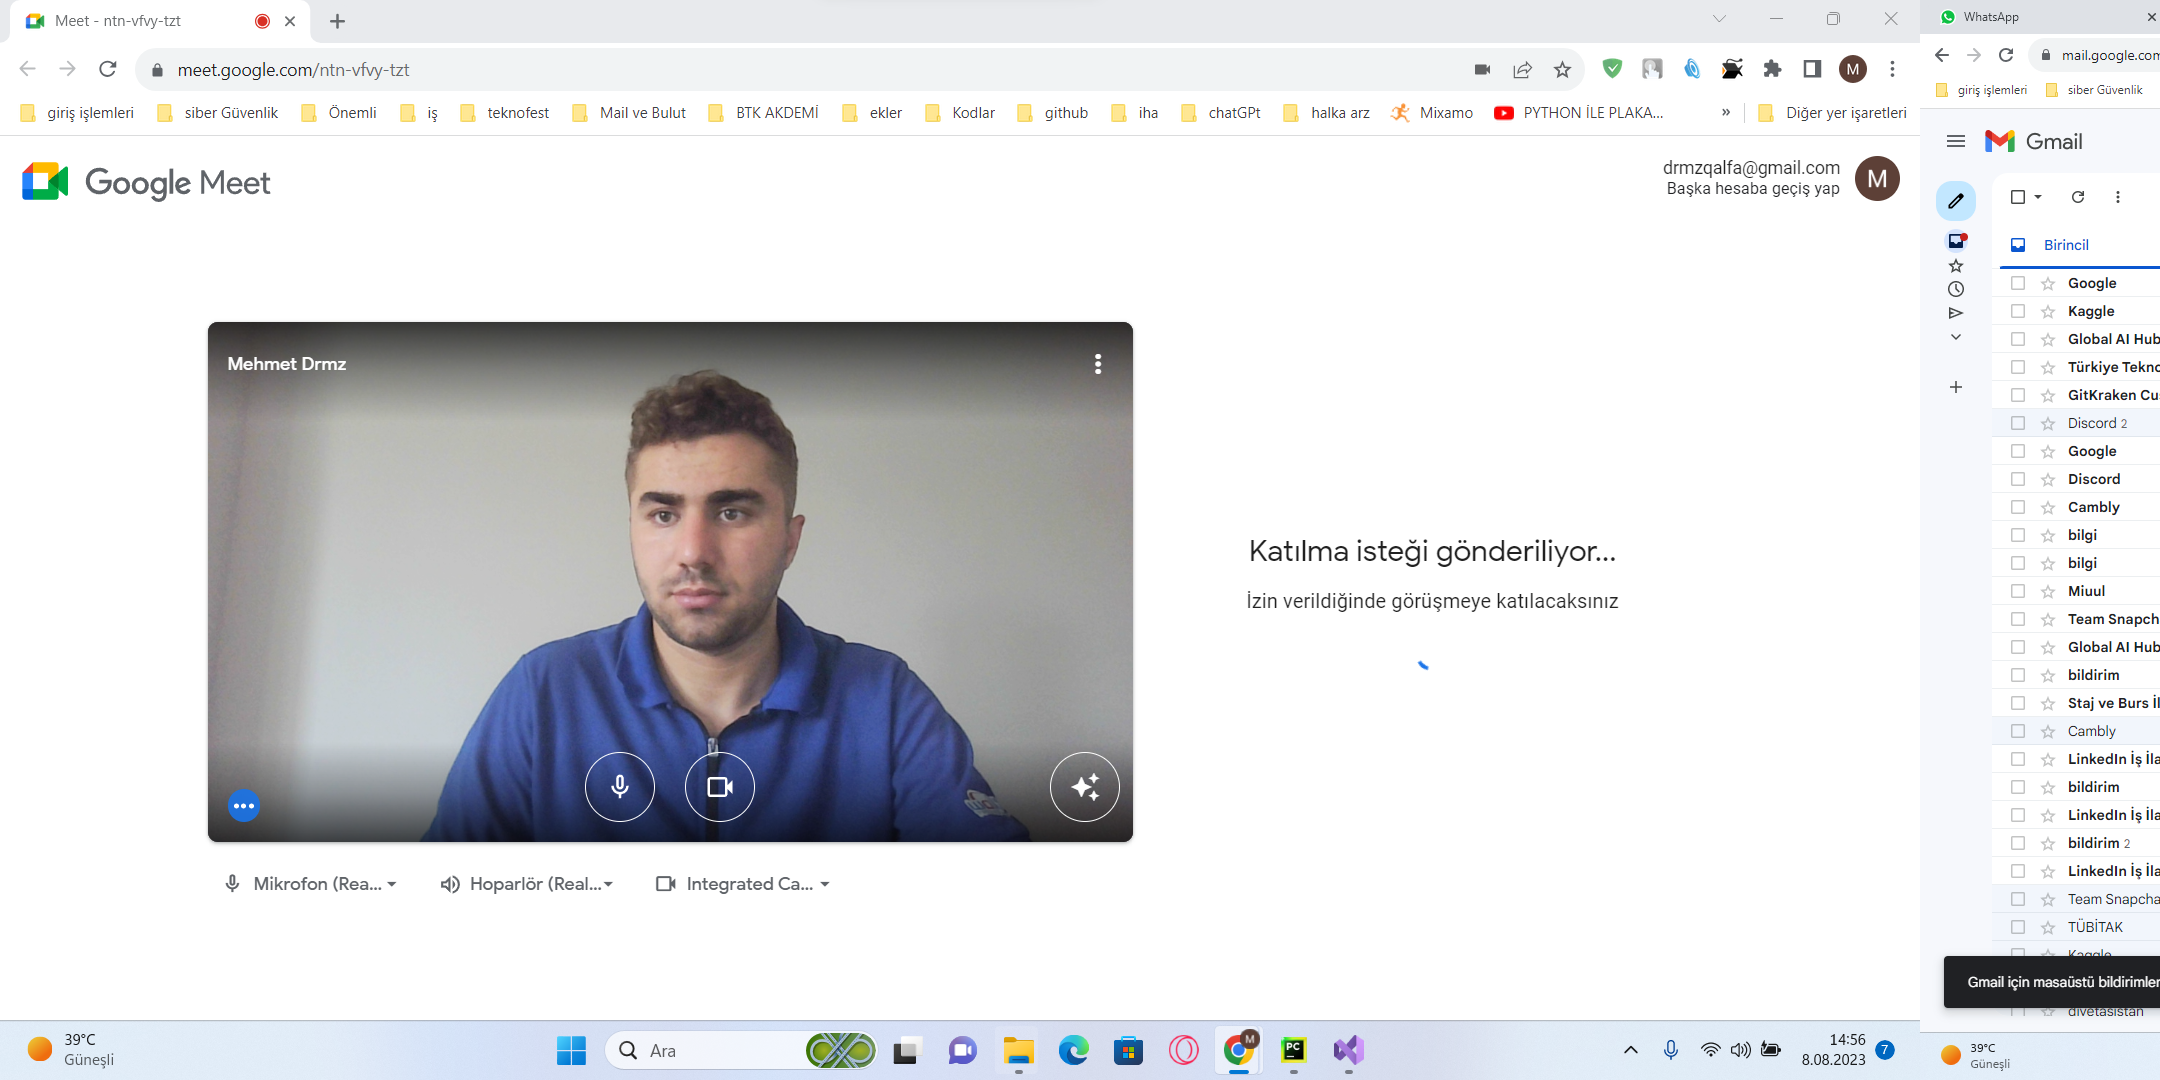 Meet - ntn-vfvy-tzt
meet.google.com/ntn-vfvy-tzt
M
giriş işlemleri
siber Güvenlik
Önemli
iş
teknofest
Mail ve Bulut
BTK AKDEMİ
ekler
Kodlar
github
iha
chatGPt
halka arz
Mixamo
PYTHON İLE PLAKA...
»
Diğer yer işaretleri
Google Meet
drmzqalfa@gmail.com
Başka hesaba geçiş yap
M
Mehmet Drmz
Katılma isteği gönderiliyor...
İzin verildiğinde görüşmeye katılacaksınız
Mikrofon (Rea...
Hoparlör (Real...
Integrated Ca...
39°C
Güneşli
Ara
M
PC
14:56
8.08.2023
7
WhatsApp
mail.google.com
giriş işlemleri
siber Güvenlik
Gmail
Birincil
Google
Kaggle
Global AI Hub
Türkiye Tekno
GitKraken Cus
Discord 2
Google
Discord
Cambly
bilgi
bilgi
Miuul
Team Snapch
Global AI Hub
bildirim
Staj ve Burs İl
Cambly
LinkedIn İş İla
bildirim
LinkedIn İş İla
bildirim 2
LinkedIn İş İla
Team Snapcha
TÜBİTAK
Kaggle
Gmail için masaüstü bildirimler
divetasistan
39°C
Güneşli